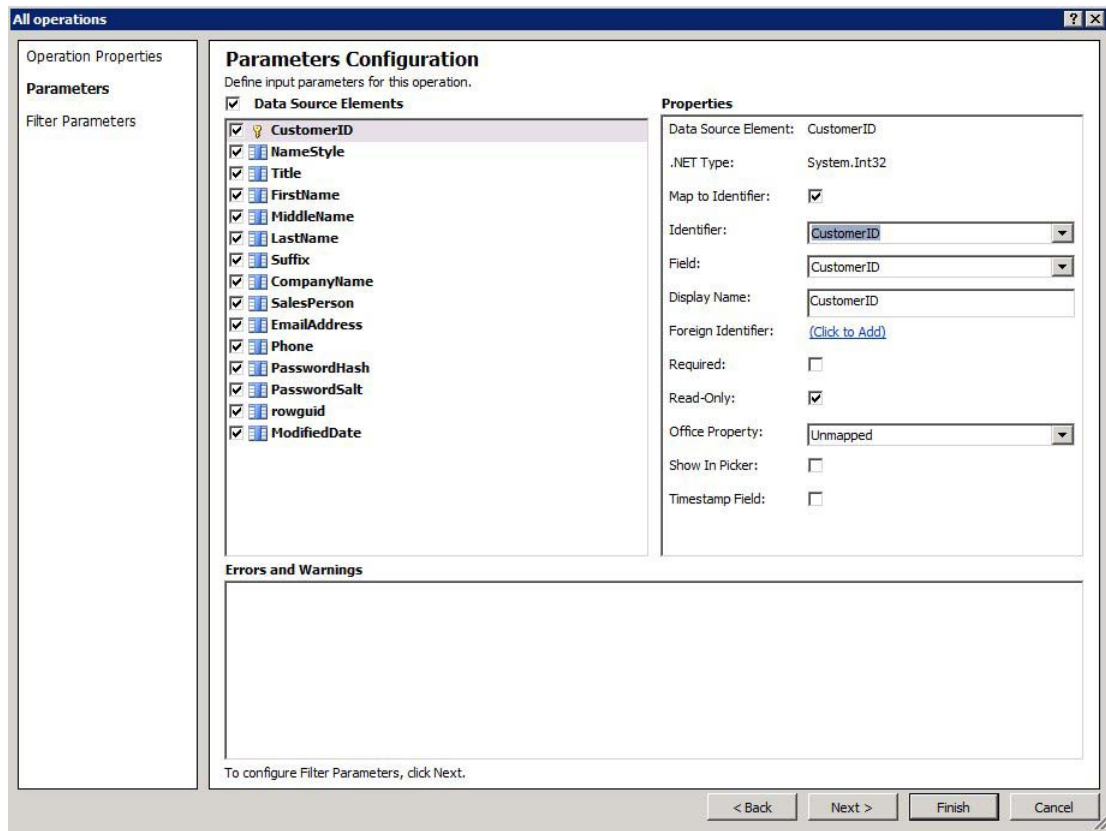 All operations
Operation Properties
Parameters
Filter Parameters
Parameters Configuration
Define input parameters for this operation.
Data Source Elements
CustomerID
NameStyle
Title
FirstName
MiddleName
LastName
Suffix
CompanyName
SalesPerson
EmailAddress
Phone
PasswordHash
PasswordSalt
rowguid
ModifiedDate
Properties
Data Source Element: CustomerID
.NET Type: System.Int32
Map to Identifier:
Identifier: CustomerID
Field: CustomerID
Display Name: CustomerID
Foreign Identifier: (Click to Add)
Required:
Read-Only:
Office Property: Unmapped
Show In Picker:
Timestamp Field:
Errors and Warnings
To configure Filter Parameters, click Next.
< Back Next > Finish Cancel